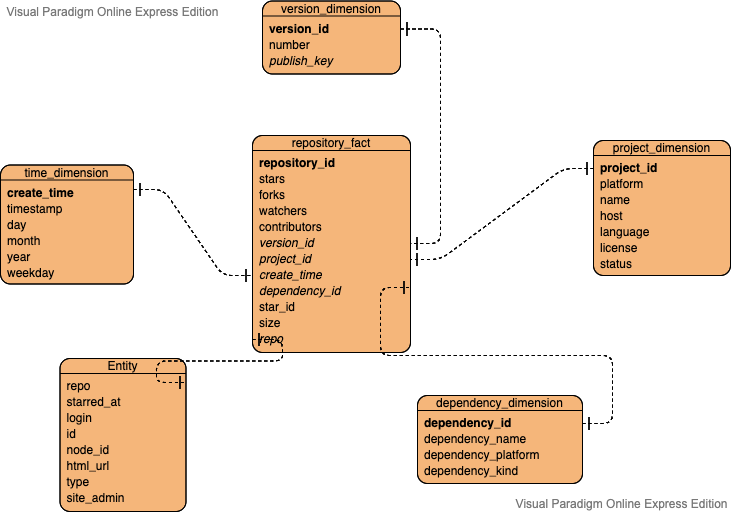 Visual Paradigm Online Express Edition
version_dimension
version_id
number
publish_key
repository_fact
repository_id
stars
forks
watchers
contributors
version_id
project_id
create_time
dependency_id
star_id
size
repo
project_dimension
project_id
platform
name
host
language
license
status
time_dimension
create_time
timestamp
day
month
year
weekday
Entity
repo
starred_at
login
id
node_id
html_url
type
site_admin
dependency_dimension
dependency_id
dependency_name
dependency_platform
dependency_kind
Visual Paradigm Online Express Edition